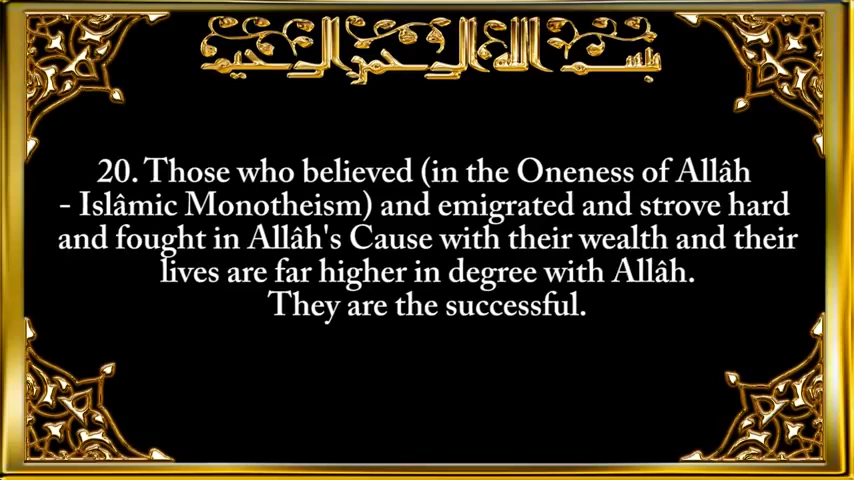 بسم الله الرحمن الرحيم
20. Those who believed (in the Oneness of Allâh
- Islâmic Monotheism) and emigrated and strove hard
and fought in Allâh's Cause with their wealth and their
lives are far higher in degree with Allâh.
They are the successful.